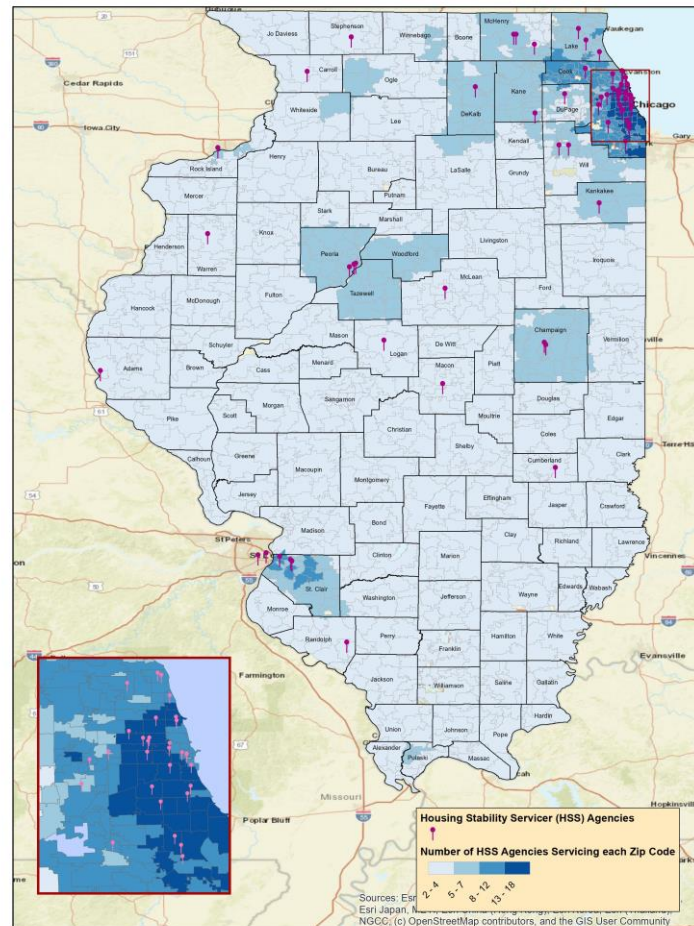 Jo Daviess
Stephenson
Winnebago
Boone
McHenry
Lake
Waukegan
Carroll
Ogle
Cook
Evanston
Cedar Rapids
Whiteside
DeKalb
Kane
DuPage
Chicago
Lee
Iowa City
Kendall
Gary
Rock Island
Henry
Bureau
LaSalle
Grundy
Will
Mercer
Putnam
Kankakee
Stark
Marshall
Henderson
Warren
Knox
Peoria
Woodford
Livingston
Iroquois
McDonough
Fulton
Tazewell
McLean
Ford
Hancock
Mason
Schuyler
De Witt
Champaign
Vermilion
Adams
Brown
Cass
Menard
Logan
Macon
Piatt
Morgan
Sangamon
Douglas
Pike
Scott
Christian
Moultrie
Edgar
Coles
Terre Haute
Greene
Shelby
Clark
Calhoun
Macoupin
Cumberland
Jersey
Montgomery
Fayette
Effingham
Jasper
Crawford
Madison
Bond
Clay
Richland
Lawrence
St Peters
Clinton
Marion
Vincennes
St. Clair
Wayne
Edwards
Wabash
Monroe
Washington
Jefferson
Randolph
Perry
Hamilton
White
Evansville
Franklin
Jackson
Williamson
Saline
Gallatin
Farmington
Hardin
Union
Johnson
Pope
Alexander
Pulaski
Massac
Missouri
Poplar Bluff
Hopkinsville
Housing Stability Servicer (HSS) Agencies
Number of HSS Agencies Servicing each Zip Code
2 - 4
5 - 7
8 - 12
13 - 18
Sources: Esri
NGCC, (c) OpenStreetMap contributors, and the GIS User Community